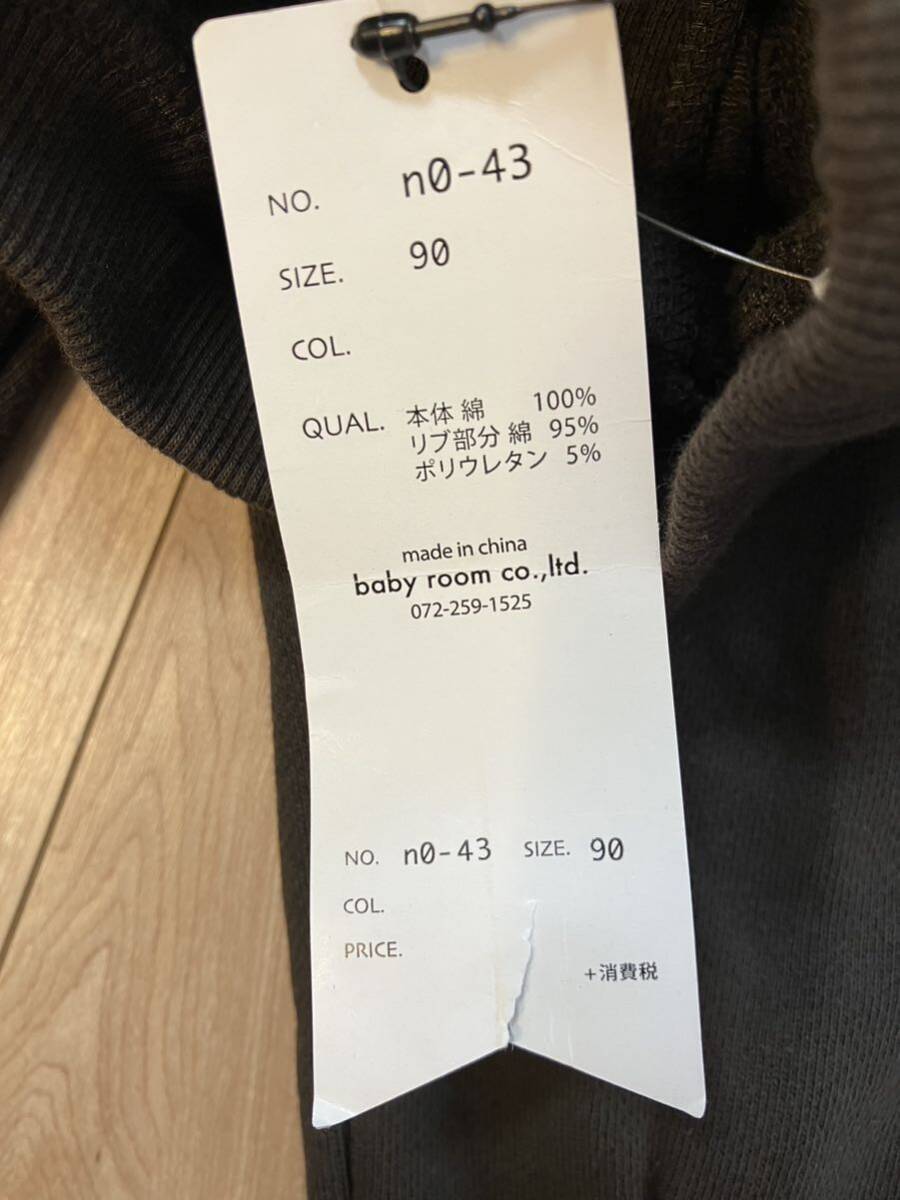 NO. n0-43
SIZE. 90
COL.
QUAL. 本体 綿 100%
リブ部分 綿 95%
ポリウレタン 5%
made in china
baby room co.,ltd.
072-259-1525
NO. n0-43 SIZE. 90
COL.
PRICE.
+消費税